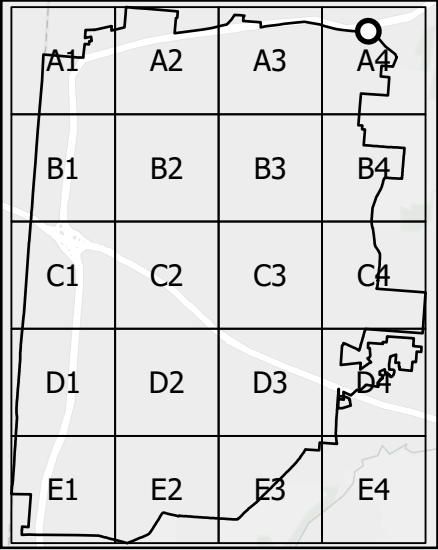 A1 A2 A3 A4
B1 B2 B3 B4
C1 C2 C3 C4
D1 D2 D3 D4
E1 E2 E3 E4